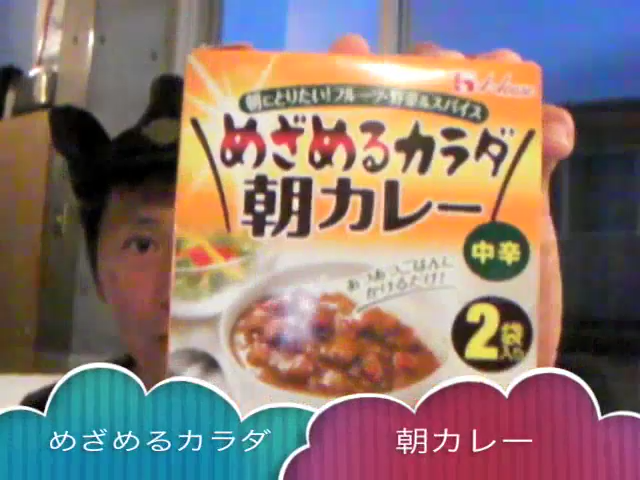 House
朝にとりたい!フルーツ・野菜&スパイス
めざめるカラダ
朝カレー
中辛
あつあつごはんに
かけるだけ!
2袋入り
めざめるカラダ
朝カレー